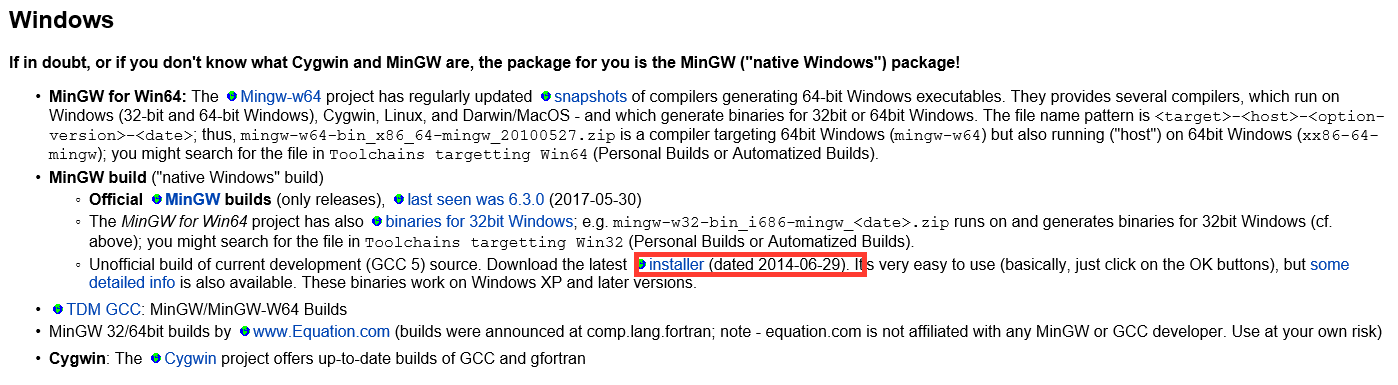 Windows
If in doubt, or if you don't know what Cygwin and MinGW are, the package for you is the MinGW ("native Windows") package!
• MinGW for Win64: The Mingw-w64 project has regularly updated snapshots of compilers generating 64-bit Windows executables. They provides several compilers, which run on
Windows (32-bit and 64-bit Windows), Cygwin, Linux, and Darwin/MacOS - and which generate binaries for 32bit or 64bit Windows. The file name pattern is <target>-<host>-<option-
version>-<date>; thus, mingw-w64-bin_x86_64-mingw_20100527.zip is a compiler targeting 64bit Windows (mingw-w64) but also running ("host") on 64bit Windows (xx86-64-
mingw); you might search for the file in Toolchains targetting Win64 (Personal Builds or Automatized Builds).
• MinGW build ("native Windows" build)
◦ Official MinGW builds (only releases), last seen was 6.3.0 (2017-05-30)
◦ The MinGW for Win64 project has also binaries for 32bit Windows; e.g. mingw-w32-bin_i686-mingw_<date>.zip runs on and generates binaries for 32bit Windows (cf.
above); you might search for the file in Toolchains targetting Win32 (Personal Builds or Automatized Builds).
◦ Unofficial build of current development (GCC 5) source. Download the latest installer (dated 2014-06-29). It's very easy to use (basically, just click on the OK buttons), but some
detailed info is also available. These binaries work on Windows XP and later versions.
• TDM GCC: MinGW/MinGW-W64 Builds
• MinGW 32/64bit builds by www.Equation.com (builds were announced at comp.lang.fortran; note - equation.com is not affiliated with any MinGW or GCC developer. Use at your own risk)
• Cygwin: The Cygwin project offers up-to-date builds of GCC and gfortran